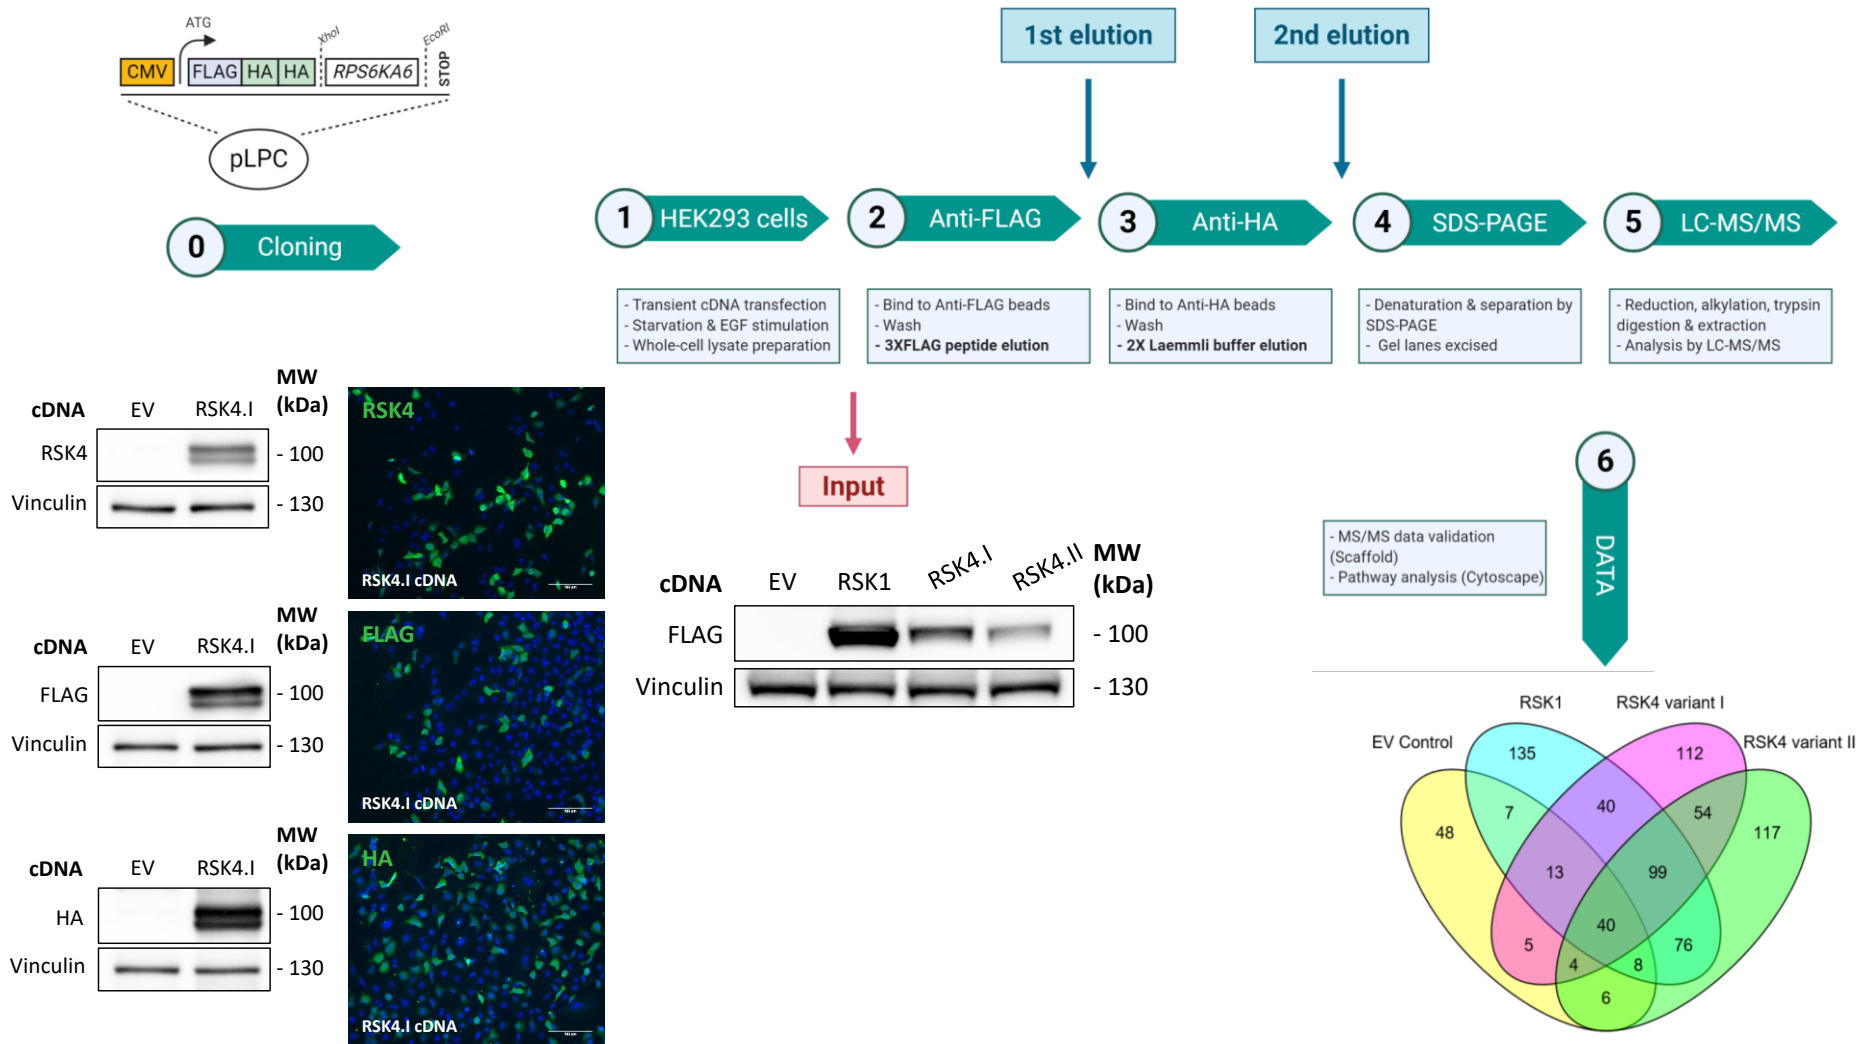 ATG
XhoI
EcoRI
CMV
FLAG
HA
HA
RPS6KA6
STOP
pLPC
0
Cloning
1st elution
2nd elution
1
HEK293 cells
2
Anti-FLAG
3
Anti-HA
4
SDS-PAGE
5
LC-MS/MS
- Transient cDNA transfection
- Starvation & EGF stimulation
- Whole-cell lysate preparation
- Bind to Anti-FLAG beads
- Wash
- 3XFLAG peptide elution
- Bind to Anti-HA beads
- Wash
- 2X Laemmli buffer elution
- Denaturation & separation by
SDS-PAGE
- Gel lanes excised
- Reduction, alkylation, trypsin
digestion & extraction
- Analysis by LC-MS/MS
MW
(kDa)
cDNA
EV
RSK4.I
RSK4
- 100
Vinculin
- 130
RSK4
RSK4.I cDNA
MW
(kDa)
cDNA
EV
RSK4.I
FLAG
- 100
Vinculin
- 130
FLAG
RSK4.I cDNA
MW
(kDa)
cDNA
EV
RSK4.I
HA
- 100
Vinculin
- 130
HA
RSK4.I cDNA
Input
cDNA
EV
RSK1
RSK4.I
RSK4.II
MW
(kDa)
FLAG
- 100
Vinculin
- 130
6
DATA
- MS/MS data validation
(Scaffold)
- Pathway analysis (Cytoscape)
RSK1
RSK4 variant I
EV Control
RSK4 variant II
135
112
7
40
54
48
117
13
99
40
5
76
4
8
6